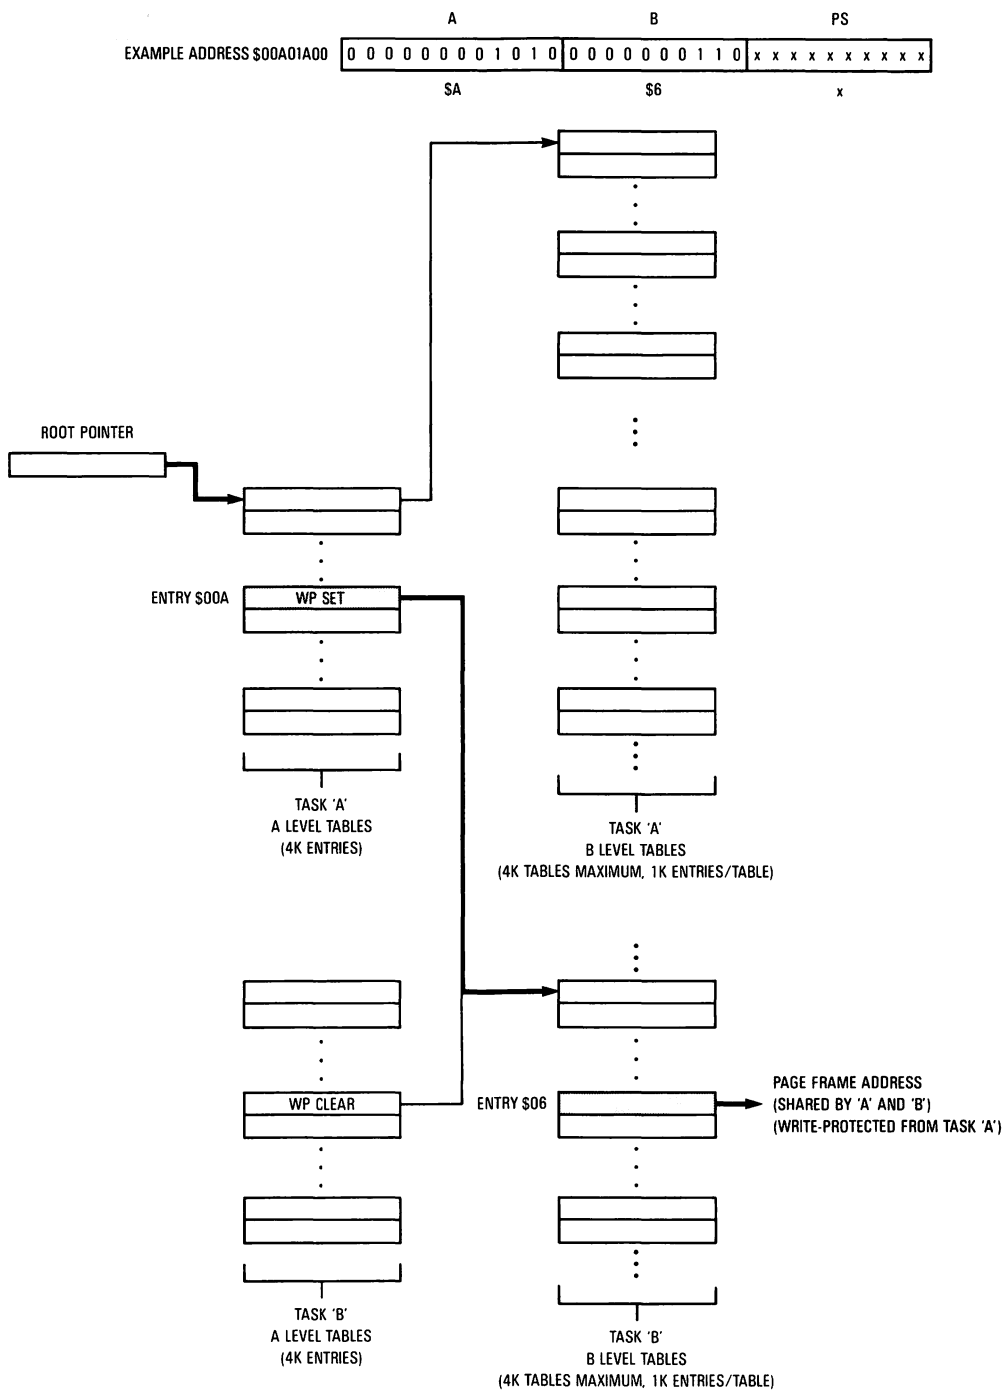 A B PS
EXAMPLE ADDRESS $00A01A00 0 0 0 0 0 0 0 0 1 0 1 0 0 0 0 0 0 0 0 1 1 0 x x x x x x x x x x
$A $6 x
ROOT POINTER
ENTRY $00A WP SET
TASK 'A'
A LEVEL TABLES
(4K ENTRIES)
TASK 'A'
B LEVEL TABLES
(4K TABLES MAXIMUM, 1K ENTRIES/TABLE)
WP CLEAR
ENTRY $06
PAGE FRAME ADDRESS
(SHARED BY 'A' AND 'B')
(WRITE-PROTECTED FROM TASK 'A')
TASK 'B'
A LEVEL TABLES
(4K ENTRIES)
TASK 'B'
B LEVEL TABLES
(4K TABLES MAXIMUM, 1K ENTRIES/TABLE)